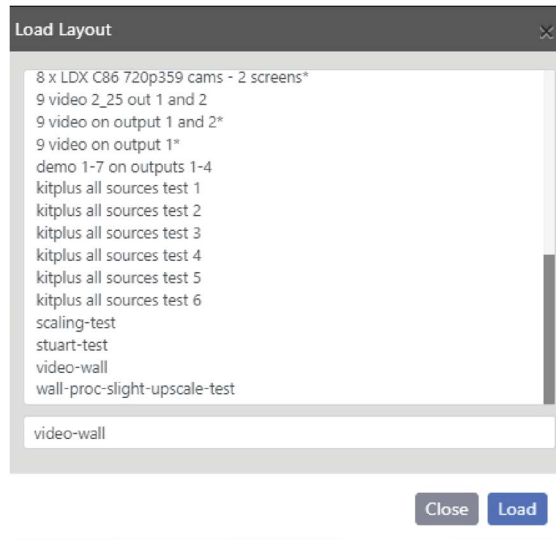 Load Layout
8 x LDX C86 720p359 cams - 2 screens*
9 video 2_25 out 1 and 2
9 video on output 1 and 2*
9 video on output 1*
demo 1-7 on outputs 1-4
kitplus all sources test 1
kitplus all sources test 2
kitplus all sources test 3
kitplus all sources test 4
kitplus all sources test 5
kitplus all sources test 6
scaling-test
stuart-test
video-wall
wall-proc-slight-upscale-test
video-wall
Close Load